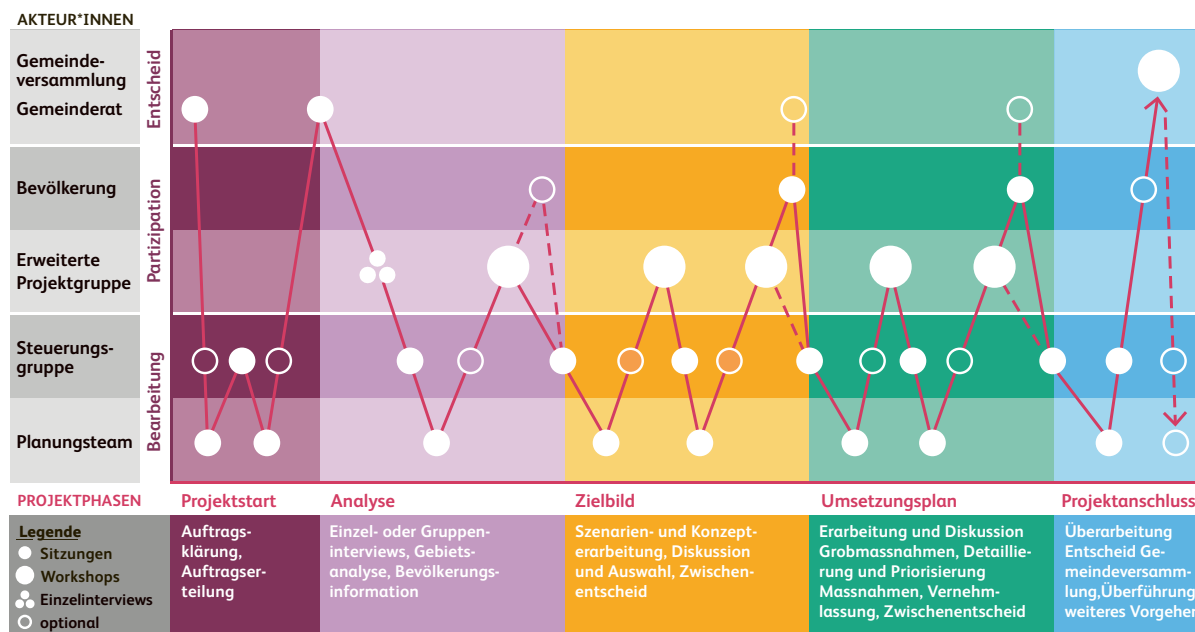 AKTEUR*INNEN
Gemeinde-
versammlung
Gemeinderat
Bevölkerung
Erweiterte
Projektgruppe
Steuerungs-
gruppe
Planungsteam
Entscheid
Partizipation
Bearbeitung
PROJEKTPHASEN
Projektstart
Analyse
Zielbild
Umsetzungsplan
Projektanschluss
Legende
Sitzungen
Workshops
Einzelinterviews
optional
Auftrags-
klärung,
Auftragser-
teilung
Einzel- oder Gruppen-
interviews, Gebiets-
analyse, Bevölkerungs-
information
Szenarien- und Konzept-
erarbeitung, Diskussion
und Auswahl, Zwischen-
entscheid
Erarbeitung und Diskussion
Grobmassnahmen, Detaillie-
rung und Priorisierung
Massnahmen, Vernehm-
lassung, Zwischenentscheid
Überarbeitung
Entscheid Ge-
meindeversamm-
lung,Überführung
weiteres Vorgehen